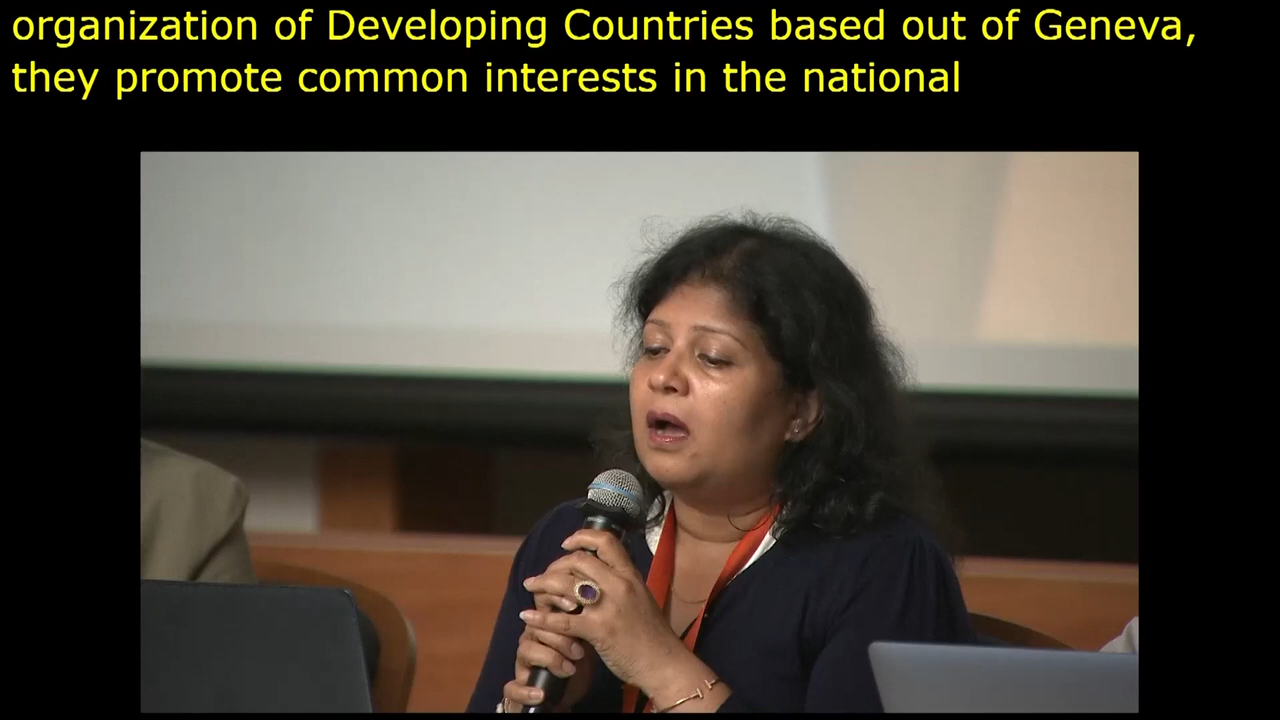 organization of Developing Countries based out of Geneva,
they promote common interests in the national